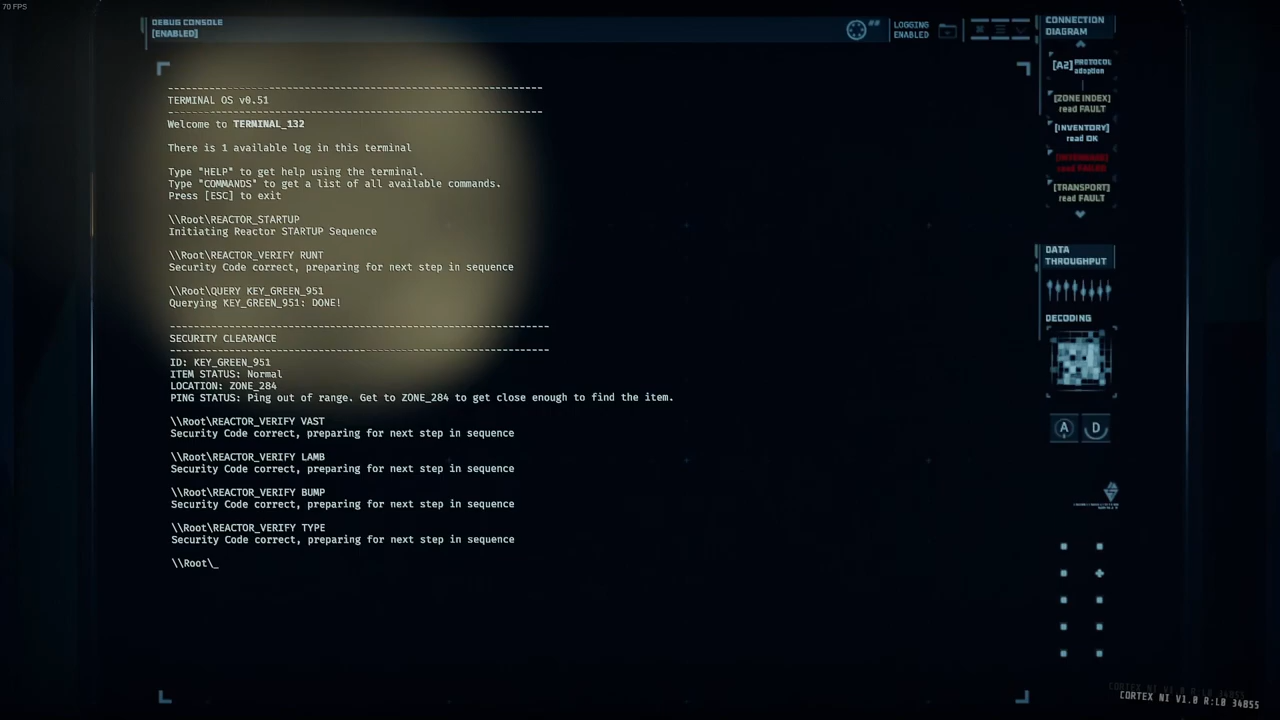 70 FPS
DEBUG CONSOLE
[ENABLED]
LOGGING
ENABLED
CONNECTION
DIAGRAM
[A2] PROTOCOL
adoption
[ZONE INDEX]
read FAULT
[INVENTORY]
read OK
read FAILED
[TRANSPORT]
read FAULT
DATA
THROUGHPUT
DECODING
A D
--------------------------------------------------------------
TERMINAL OS v0.51
--------------------------------------------------------------
Welcome to TERMINAL_132
There is 1 available log in this terminal
Type "HELP" to get help using the terminal.
Type "COMMANDS" to get a list of all available commands.
Press [ESC] to exit
\\Root\REACTOR_STARTUP
Initiating Reactor STARTUP Sequence
\\Root\REACTOR_VERIFY RUNT
Security Code correct, preparing for next step in sequence
\\Root\QUERY KEY_GREEN_951
Querying KEY_GREEN_951: DONE!
--------------------------------------------------------------
SECURITY CLEARANCE
--------------------------------------------------------------
ID: KEY_GREEN_951
ITEM STATUS: Normal
LOCATION: ZONE_284
PING STATUS: Ping out of range. Get to ZONE_284 to get close enough to find the item.
\\Root\REACTOR_VERIFY VAST
Security Code correct, preparing for next step in sequence
\\Root\REACTOR_VERIFY LAMB
Security Code correct, preparing for next step in sequence
\\Root\REACTOR_VERIFY BUMP
Security Code correct, preparing for next step in sequence
\\Root\REACTOR_VERIFY TYPE
Security Code correct, preparing for next step in sequence
\\Root\_
CORTEX NI V1.0 R:L0 34855